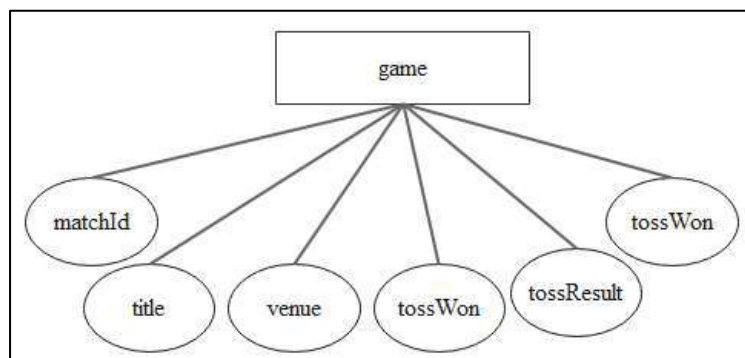 game
matchId
tossWon
title
venue
tossWon
tossResult